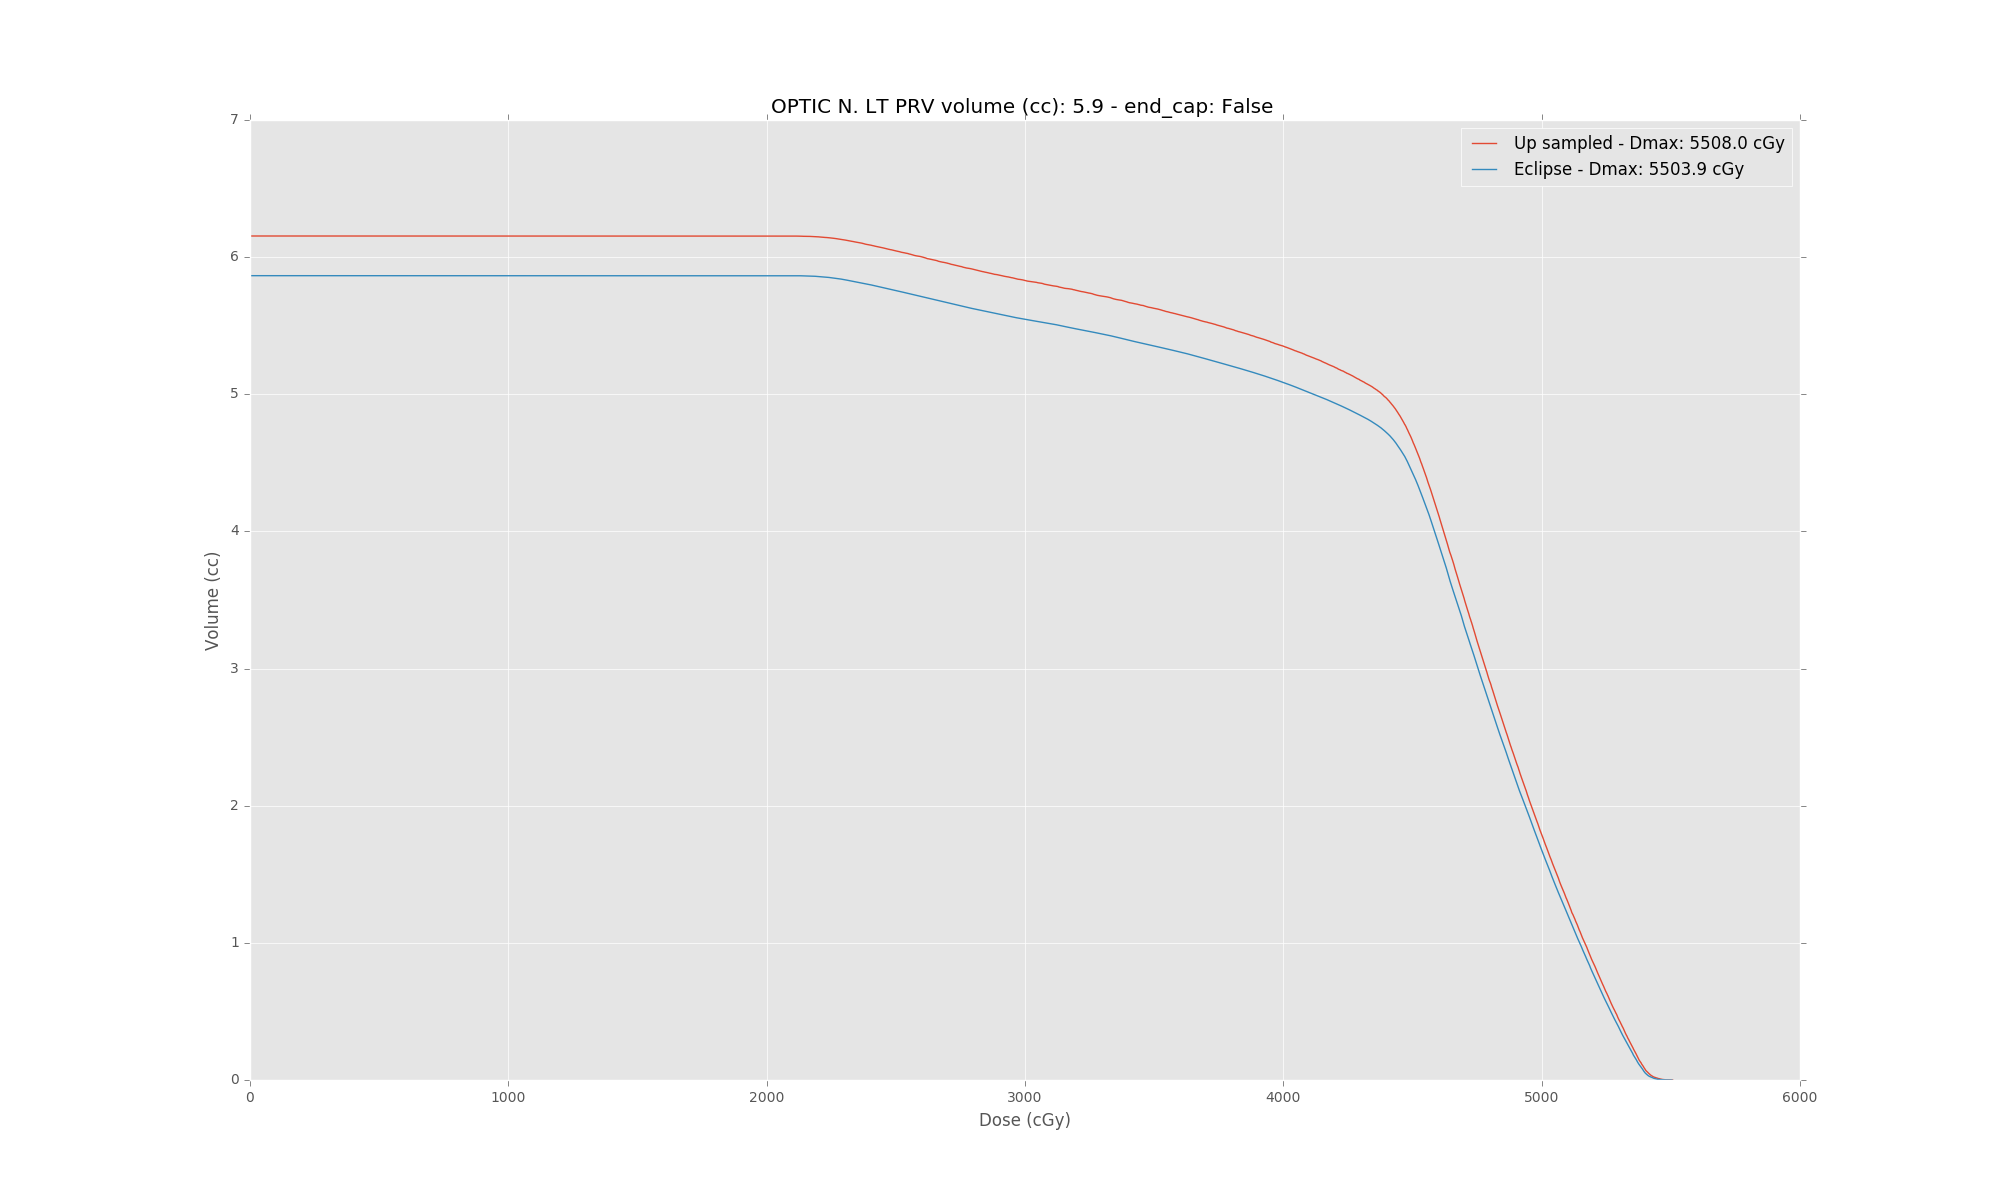 OPTIC N. LT PRV volume (cc): 5.9 - end_cap: False
Up sampled - Dmax: 5508.0 cGy
Eclipse - Dmax: 5503.9 cGy
7
6
5
4
3
2
1
0
Volume (cc)
0 1000 2000 3000 4000 5000 6000
Dose (cGy)